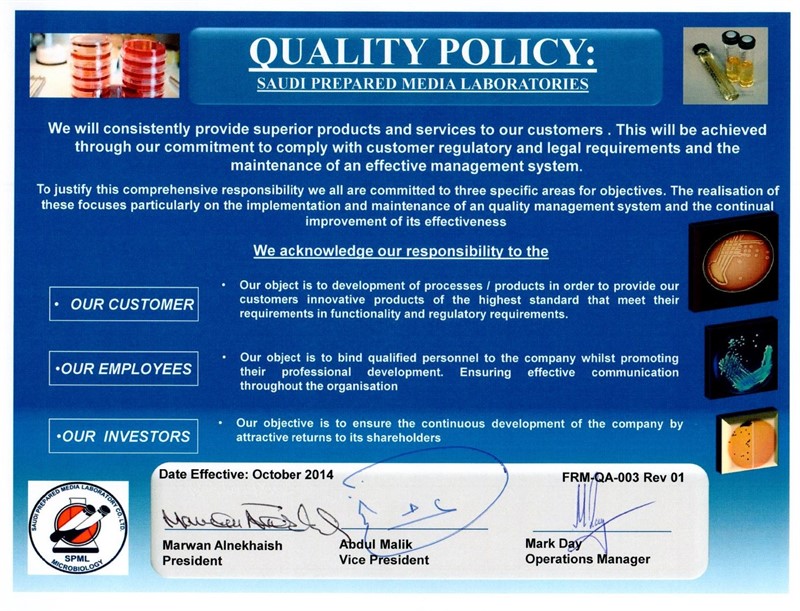 QUALITY POLICY:
SAUDI PREPARED MEDIA LABORATORIES
We will consistently provide superior products and services to our customers . This will be achieved
through our commitment to comply with customer regulatory and legal requirements and the
maintenance of an effective management system.
To justify this comprehensive responsibility we all are committed to three specific areas for objectives. The realisation of
these focuses particularly on the implementation and maintenance of an quality management system and the continual
improvement of its effectiveness
We acknowledge our responsibility to the
• OUR CUSTOMER
• Our object is to development of processes / products in order to provide our
customers innovative products of the highest standard that meet their
requirements in functionality and regulatory requirements.
•OUR EMPLOYEES
• Our object is to bind qualified personnel to the company whilst promoting
their professional development. Ensuring effective communication
throughout the organisation
•OUR INVESTORS
• Our objective is to ensure the continuous development of the company by
attractive returns to its shareholders
Date Effective: October 2014
FRM-QA-003 Rev 01
Marwan Alnekhaish
President
Abdul Malik
Vice President
Mark Day
Operations Manager
SAUDI PREPARED MEDIA LABORATORY CO. LTD.
SPML
MICROBIOLOGY